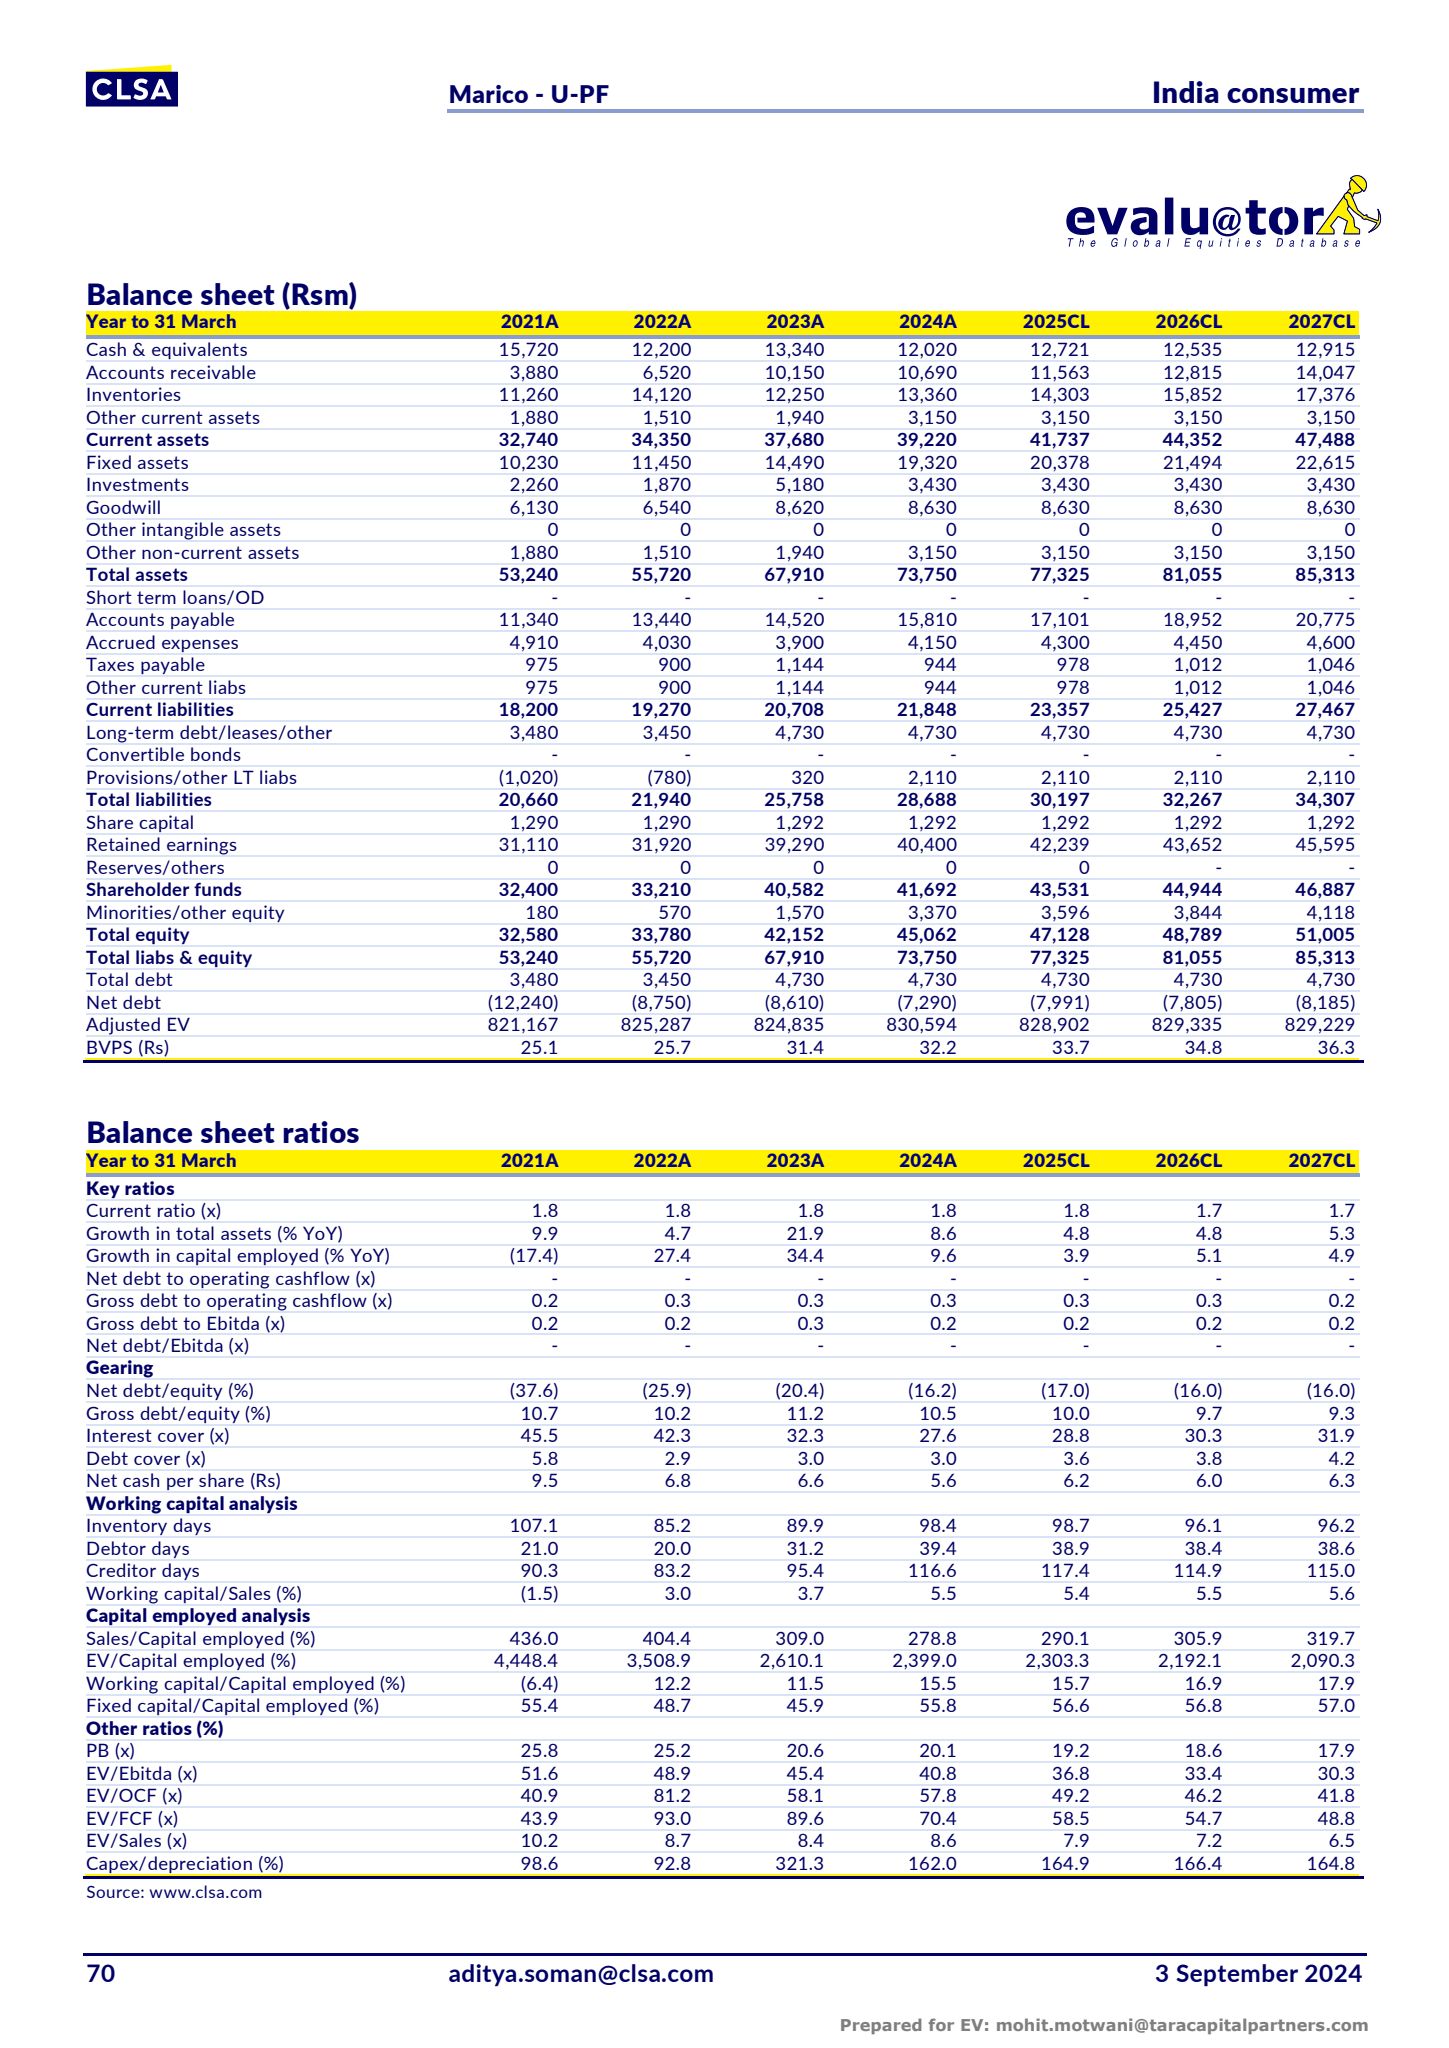 CLSA
Marico - U-PF
India consumer
evalu@tor
The Global Equities Database
Balance sheet (Rsm)
Year to 31 March 2021A 2022A 2023A 2024A 2025CL 2026CL 2027CL
Cash & equivalents 15,720 12,200 13,340 12,020 12,721 12,535 12,915
Accounts receivable 3,880 6,520 10,150 10,690 11,563 12,815 14,047
Inventories 11,260 14,120 12,250 13,360 14,303 15,852 17,376
Other current assets 1,880 1,510 1,940 3,150 3,150 3,150 3,150
Current assets 32,740 34,350 37,680 39,220 41,737 44,352 47,488
Fixed assets 10,230 11,450 14,490 19,320 20,378 21,494 22,615
Investments 2,260 1,870 5,180 3,430 3,430 3,430 3,430
Goodwill 6,130 6,540 8,620 8,630 8,630 8,630 8,630
Other intangible assets 0 0 0 0 0 0 0
Other non-current assets 1,880 1,510 1,940 3,150 3,150 3,150 3,150
Total assets 53,240 55,720 67,910 73,750 77,325 81,055 85,313
Short term loans/OD - - - - - - -
Accounts payable 11,340 13,440 14,520 15,810 17,101 18,952 20,775
Accrued expenses 4,910 4,030 3,900 4,150 4,300 4,450 4,600
Taxes payable 975 900 1,144 944 978 1,012 1,046
Other current liabs 975 900 1,144 944 978 1,012 1,046
Current liabilities 18,200 19,270 20,708 21,848 23,357 25,427 27,467
Long-term debt/leases/other 3,480 3,450 4,730 4,730 4,730 4,730 4,730
Convertible bonds - - - - - - -
Provisions/other LT liabs (1,020) (780) 320 2,110 2,110 2,110 2,110
Total liabilities 20,660 21,940 25,758 28,688 30,197 32,267 34,307
Share capital 1,290 1,290 1,292 1,292 1,292 1,292 1,292
Retained earnings 31,110 31,920 39,290 40,400 42,239 43,652 45,595
Reserves/others 0 0 0 0 0 - -
Shareholder funds 32,400 33,210 40,582 41,692 43,531 44,944 46,887
Minorities/other equity 180 570 1,570 3,370 3,596 3,844 4,118
Total equity 32,580 33,780 42,152 45,062 47,128 48,789 51,005
Total liabs & equity 53,240 55,720 67,910 73,750 77,325 81,055 85,313
Total debt 3,480 3,450 4,730 4,730 4,730 4,730 4,730
Net debt (12,240) (8,750) (8,610) (7,290) (7,991) (7,805) (8,185)
Adjusted EV 821,167 825,287 824,835 830,594 828,902 829,335 829,229
BVPS (Rs) 25.1 25.7 31.4 32.2 33.7 34.8 36.3
Balance sheet ratios
Year to 31 March 2021A 2022A 2023A 2024A 2025CL 2026CL 2027CL
Key ratios
Current ratio (x) 1.8 1.8 1.8 1.8 1.8 1.7 1.7
Growth in total assets (% YoY) 9.9 4.7 21.9 8.6 4.8 4.8 5.3
Growth in capital employed (% YoY) (17.4) 27.4 34.4 9.6 3.9 5.1 4.9
Net debt to operating cashflow (x) - - - - - - -
Gross debt to operating cashflow (x) 0.2 0.3 0.3 0.3 0.3 0.3 0.2
Gross debt to Ebitda (x) 0.2 0.2 0.3 0.2 0.2 0.2 0.2
Net debt/Ebitda (x) - - - - - - -
Gearing
Net debt/equity (%) (37.6) (25.9) (20.4) (16.2) (17.0) (16.0) (16.0)
Gross debt/equity (%) 10.7 10.2 11.2 10.5 10.0 9.7 9.3
Interest cover (x) 45.5 42.3 32.3 27.6 28.8 30.3 31.9
Debt cover (x) 5.8 2.9 3.0 3.0 3.6 3.8 4.2
Net cash per share (Rs) 9.5 6.8 6.6 5.6 6.2 6.0 6.3
Working capital analysis
Inventory days 107.1 85.2 89.9 98.4 98.7 96.1 96.2
Debtor days 21.0 20.0 31.2 39.4 38.9 38.4 38.6
Creditor days 90.3 83.2 95.4 116.6 117.4 114.9 115.0
Working capital/Sales (%) (1.5) 3.0 3.7 5.5 5.4 5.5 5.6
Capital employed analysis
Sales/Capital employed (%) 436.0 404.4 309.0 278.8 290.1 305.9 319.7
EV/Capital employed (%) 4,448.4 3,508.9 2,610.1 2,399.0 2,303.3 2,192.1 2,090.3
Working capital/Capital employed (%) (6.4) 12.2 11.5 15.5 15.7 16.9 17.9
Fixed capital/Capital employed (%) 55.4 48.7 45.9 55.8 56.6 56.8 57.0
Other ratios (%)
PB (x) 25.8 25.2 20.6 20.1 19.2 18.6 17.9
EV/Ebitda (x) 51.6 48.9 45.4 40.8 36.8 33.4 30.3
EV/OCF (x) 40.9 81.2 58.1 57.8 49.2 46.2 41.8
EV/FCF (x) 43.9 93.0 89.6 70.4 58.5 54.7 48.8
EV/Sales (x) 10.2 8.7 8.4 8.6 7.9 7.2 6.5
Capex/depreciation (%) 98.6 92.8 321.3 162.0 164.9 166.4 164.8
Source: www.clsa.com
70 aditya.soman@clsa.com 3 September 2024
Prepared for EV: mohit.motwani@taracapitalpartners.com